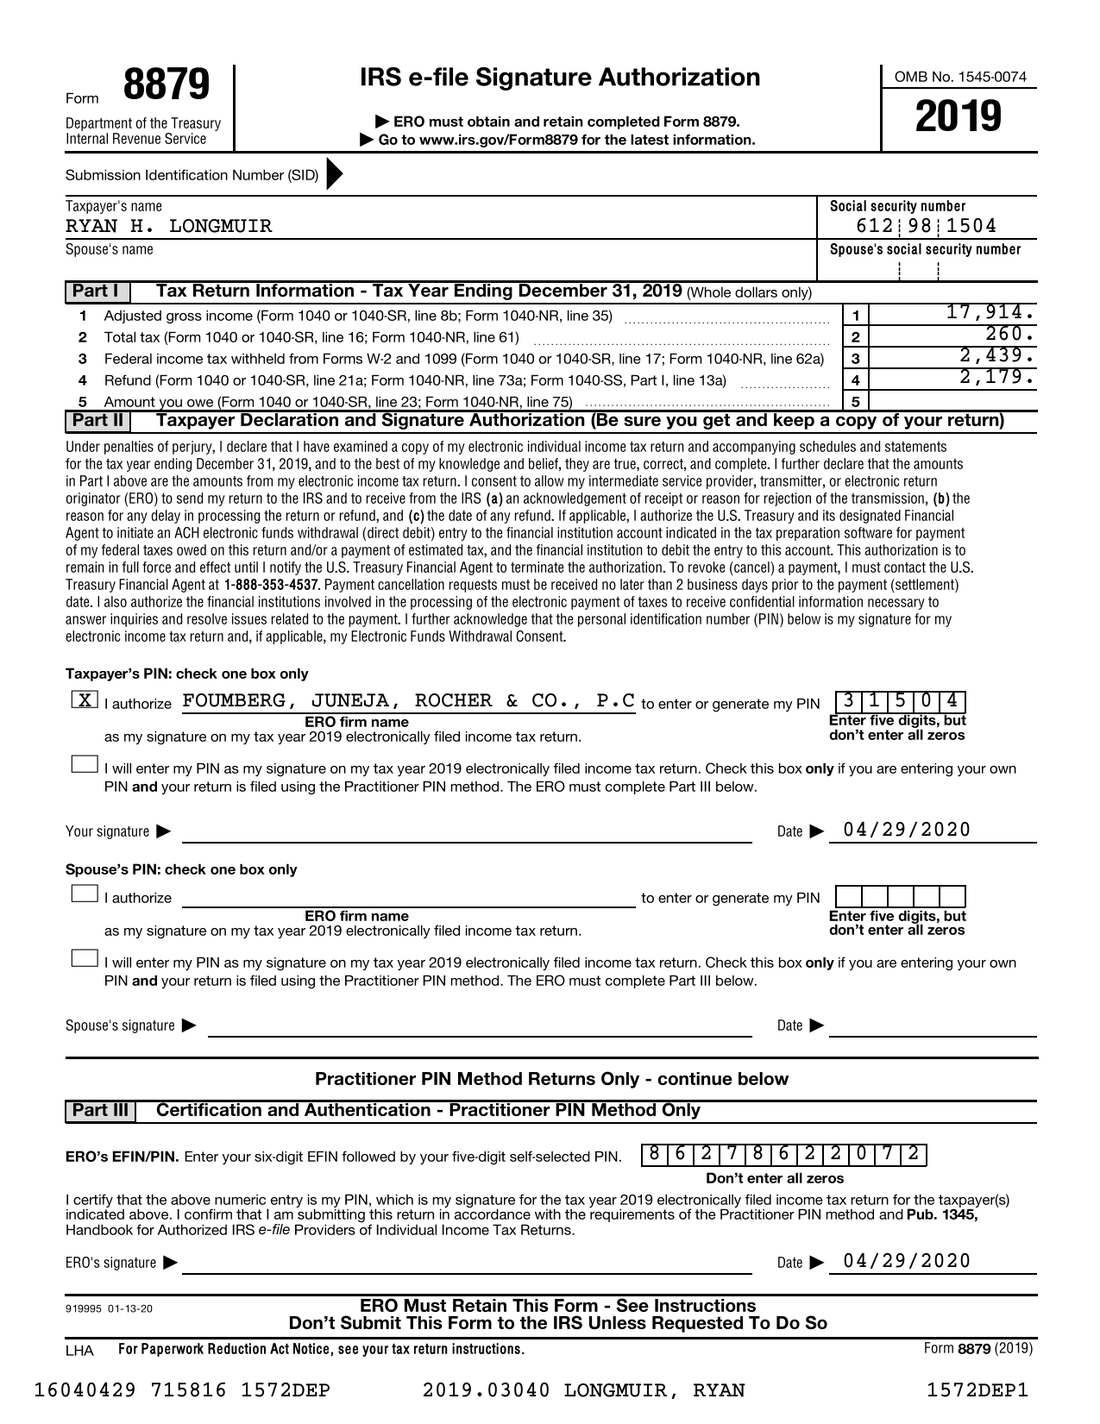 Form 8879
Department of the Treasury
Internal Revenue Service
IRS e-file Signature Authorization
▶ ERO must obtain and retain completed Form 8879.
▶ Go to www.irs.gov/Form8879 for the latest information.
OMB No. 1545-0074
2019
Submission Identification Number (SID) ▶
Taxpayer's name
RYAN H. LONGMUIR
Social security number
612 98 1504
Spouse's name
Spouse's social security number
Part I Tax Return Information - Tax Year Ending December 31, 2019 (Whole dollars only)
1 Adjusted gross income (Form 1040 or 1040-SR, line 8b; Form 1040-NR, line 35) 1 17,914.
2 Total tax (Form 1040 or 1040-SR, line 16; Form 1040-NR, line 61) 2 260.
3 Federal income tax withheld from Forms W-2 and 1099 (Form 1040 or 1040-SR, line 17; Form 1040-NR, line 62a) 3 2,439.
4 Refund (Form 1040 or 1040-SR, line 21a; Form 1040-NR, line 73a; Form 1040-SS, Part I, line 13a) 4 2,179.
5 Amount you owe (Form 1040 or 1040-SR, line 23; Form 1040-NR, line 75) 5
Part II Taxpayer Declaration and Signature Authorization (Be sure you get and keep a copy of your return)
Under penalties of perjury, I declare that I have examined a copy of my electronic individual income tax return and accompanying schedules and statements
for the tax year ending December 31, 2019, and to the best of my knowledge and belief, they are true, correct, and complete. I further declare that the amounts
in Part I above are the amounts from my electronic income tax return. I consent to allow my intermediate service provider, transmitter, or electronic return
originator (ERO) to send my return to the IRS and to receive from the IRS (a) an acknowledgement of receipt or reason for rejection of the transmission, (b) the
reason for any delay in processing the return or refund, and (c) the date of any refund. If applicable, I authorize the U.S. Treasury and its designated Financial
Agent to initiate an ACH electronic funds withdrawal (direct debit) entry to the financial institution account indicated in the tax preparation software for payment
of my federal taxes owed on this return and/or a payment of estimated tax, and the financial institution to debit the entry to this account. This authorization is to
remain in full force and effect until I notify the U.S. Treasury Financial Agent to terminate the authorization. To revoke (cancel) a payment, I must contact the U.S.
Treasury Financial Agent at 1-888-353-4537. Payment cancellation requests must be received no later than 2 business days prior to the payment (settlement)
date. I also authorize the financial institutions involved in the processing of the electronic payment of taxes to receive confidential information necessary to
answer inquiries and resolve issues related to the payment. I further acknowledge that the personal identification number (PIN) below is my signature for my
electronic income tax return and, if applicable, my Electronic Funds Withdrawal Consent.
Taxpayer's PIN: check one box only
X I authorize FOUMBERG, JUNEJA, ROCHER & CO., P.C to enter or generate my PIN 3 1 5 0 4
ERO firm name
Enter five digits, but
don't enter all zeros
as my signature on my tax year 2019 electronically filed income tax return.
I will enter my PIN as my signature on my tax year 2019 electronically filed income tax return. Check this box only if you are entering your own
PIN and your return is filed using the Practitioner PIN method. The ERO must complete Part III below.
Your signature ▶ Date ▶ 04/29/2020
Spouse's PIN: check one box only
I authorize to enter or generate my PIN
ERO firm name
Enter five digits, but
don't enter all zeros
as my signature on my tax year 2019 electronically filed income tax return.
I will enter my PIN as my signature on my tax year 2019 electronically filed income tax return. Check this box only if you are entering your own
PIN and your return is filed using the Practitioner PIN method. The ERO must complete Part III below.
Spouse's signature ▶ Date ▶
Practitioner PIN Method Returns Only - continue below
Part III Certification and Authentication - Practitioner PIN Method Only
ERO's EFIN/PIN. Enter your six-digit EFIN followed by your five-digit self-selected PIN. 8 6 2 7 8 6 2 2 0 7 2
Don't enter all zeros
I certify that the above numeric entry is my PIN, which is my signature for the tax year 2019 electronically filed income tax return for the taxpayer(s)
indicated above. I confirm that I am submitting this return in accordance with the requirements of the Practitioner PIN method and Pub. 1345,
Handbook for Authorized IRS e-file Providers of Individual Income Tax Returns.
ERO's signature ▶ Date ▶ 04/29/2020
919995 01-13-20
ERO Must Retain This Form - See Instructions
Don't Submit This Form to the IRS Unless Requested To Do So
LHA For Paperwork Reduction Act Notice, see your tax return instructions. Form 8879 (2019)
16040429 715816 1572DEP 2019.03040 LONGMUIR, RYAN 1572DEP1